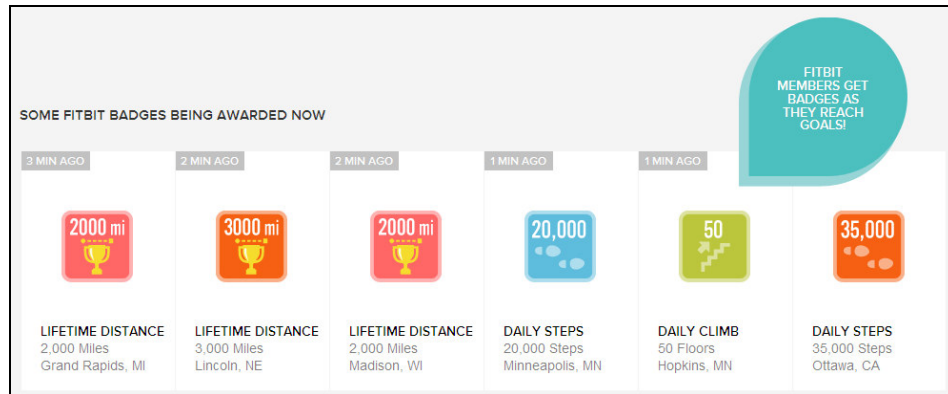 FITBIT
MEMBERS GET
BADGES AS
THEY REACH
GOALS!
SOME FITBIT BADGES BEING AWARDED NOW
3 MIN AGO
2 MIN AGO
2 MIN AGO
1 MIN AGO
1 MIN AGO
2000 mi
3000 mi
2000 mi
20,000
50
35,000
LIFETIME DISTANCE
2,000 Miles
Grand Rapids, MI
LIFETIME DISTANCE
3,000 Miles
Lincoln, NE
LIFETIME DISTANCE
2,000 Miles
Madison, WI
DAILY STEPS
20,000 Steps
Minneapolis, MN
DAILY CLIMB
50 Floors
Hopkins, MN
DAILY STEPS
35,000 Steps
Ottawa, CA